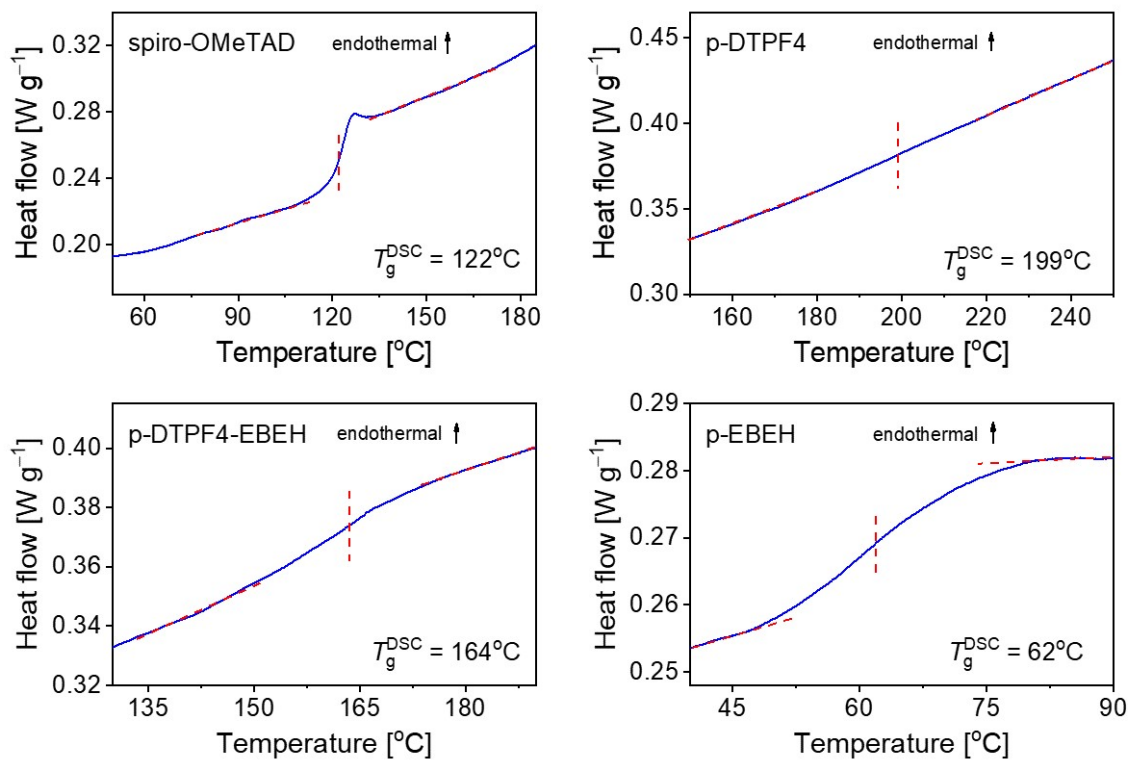 spiro-OMeTAD
endothermal ↑
Heat flow [W g⁻¹]
0.32
0.28
0.24
0.20
60 90 120 150 180
Temperature [°C]
T_g^DSC = 122°C
p-DTPF4
endothermal ↑
Heat flow [W g⁻¹]
0.45
0.40
0.35
0.30
160 180 200 220 240
Temperature [°C]
T_g^DSC = 199°C
p-DTPF4-EBEH
endothermal ↑
Heat flow [W g⁻¹]
0.40
0.38
0.36
0.34
0.32
135 150 165 180
Temperature [°C]
T_g^DSC = 164°C
p-EBEH
endothermal ↑
Heat flow [W g⁻¹]
0.29
0.28
0.27
0.26
0.25
45 60 75 90
Temperature [°C]
T_g^DSC = 62°C